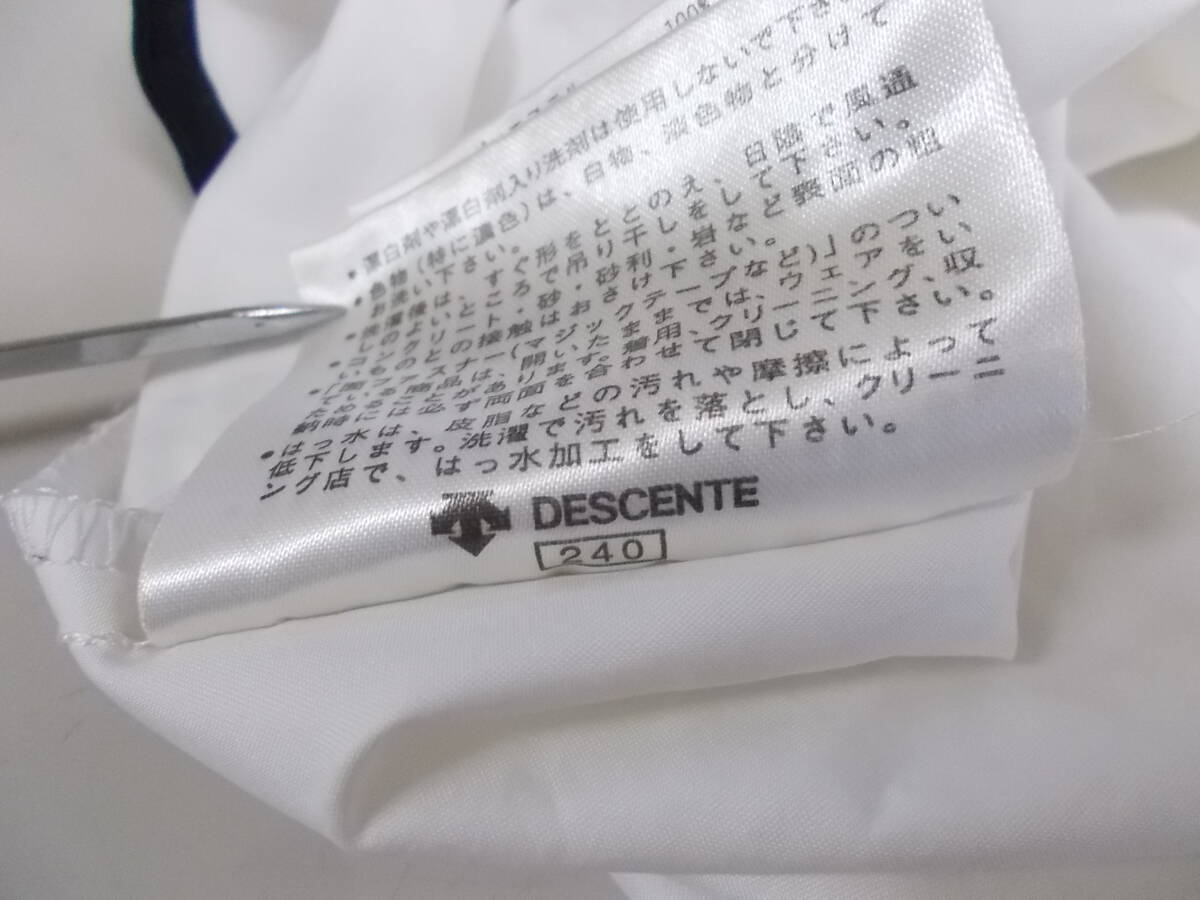 100%
•漂白剤や漂白剤入り洗剤は使用しないで下さい
•色物(特に濃色)は、白物、淡色物と分けて
お洗い下さい。
•洗濯後は、すぐ形をととのえ、日陰で風通
しのよいところで吊り干しをして下さい。
•コンクリート・砂・砂利・岩など表面の粗
いものとの接触はおさけ下さい。
•「面ファスナー(マジックテープなど)」のつい
ている商品は、開いたままでは、ウェアをい
ためることがあります。着用、クリーニング、収
納時には必ず両面を合わせて閉じて下さい。
•はっ水は、皮脂などの汚れや摩擦によって
低下します。洗濯で汚れを落とし、クリーニ
ング店で、はっ水加工をして下さい。
DESCENTE
240